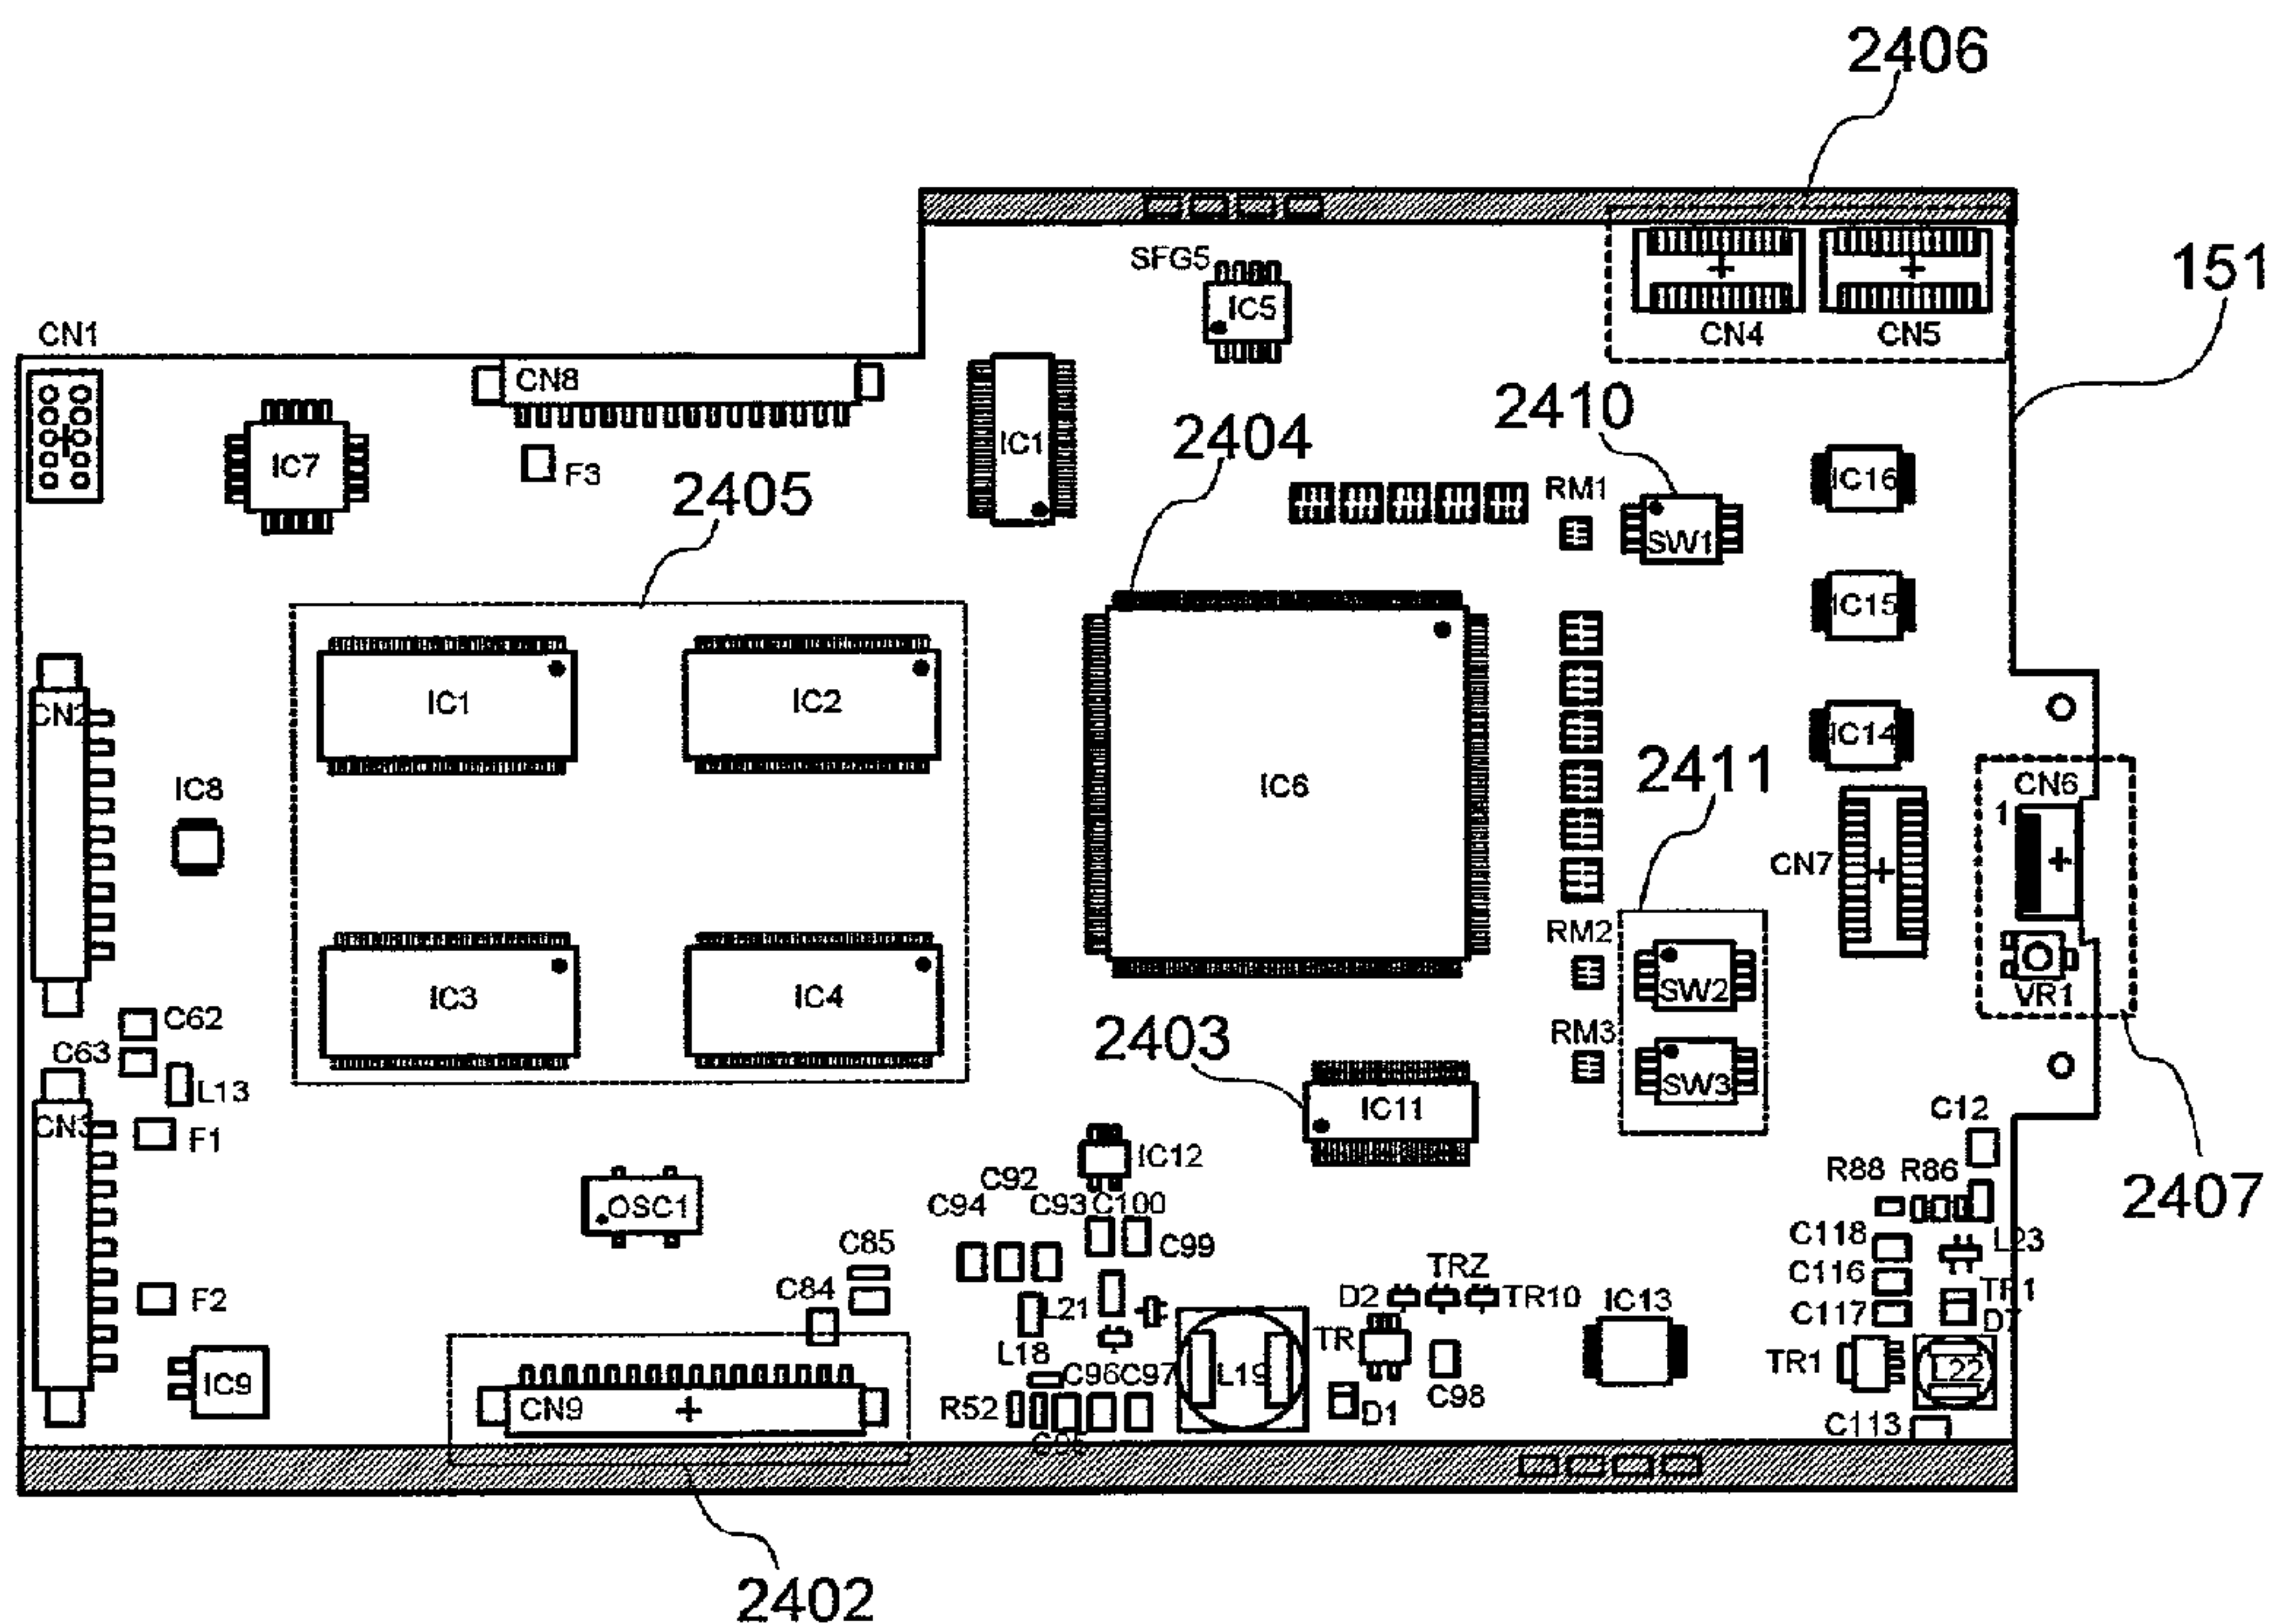 2406
151
SFG5
IC5
CN4
CN5
CN1
CN8
IC7
F3
IC1
2404
2410
RM1
SW1
IC16
2405
IC15
IC1
IC2
CN2
IC6
IC14
2411
CN6
1
IC8
CN7
RM2
SW2
VR1
IC3
IC4
C62
C63
L13
2403
RM3
SW3
IC11
CN3
F1
C12
IC12
R88
R86
2407
C92
C94
C93
C100
OSC1
C99
C118
L23
C85
C84
C116
TR1
F2
L21
D2
TRZ
TR10
IC13
C117
L18
TR
TR1
L22
IC9
C96
C97
L19
C98
CN9
R52
D1
C113
2402